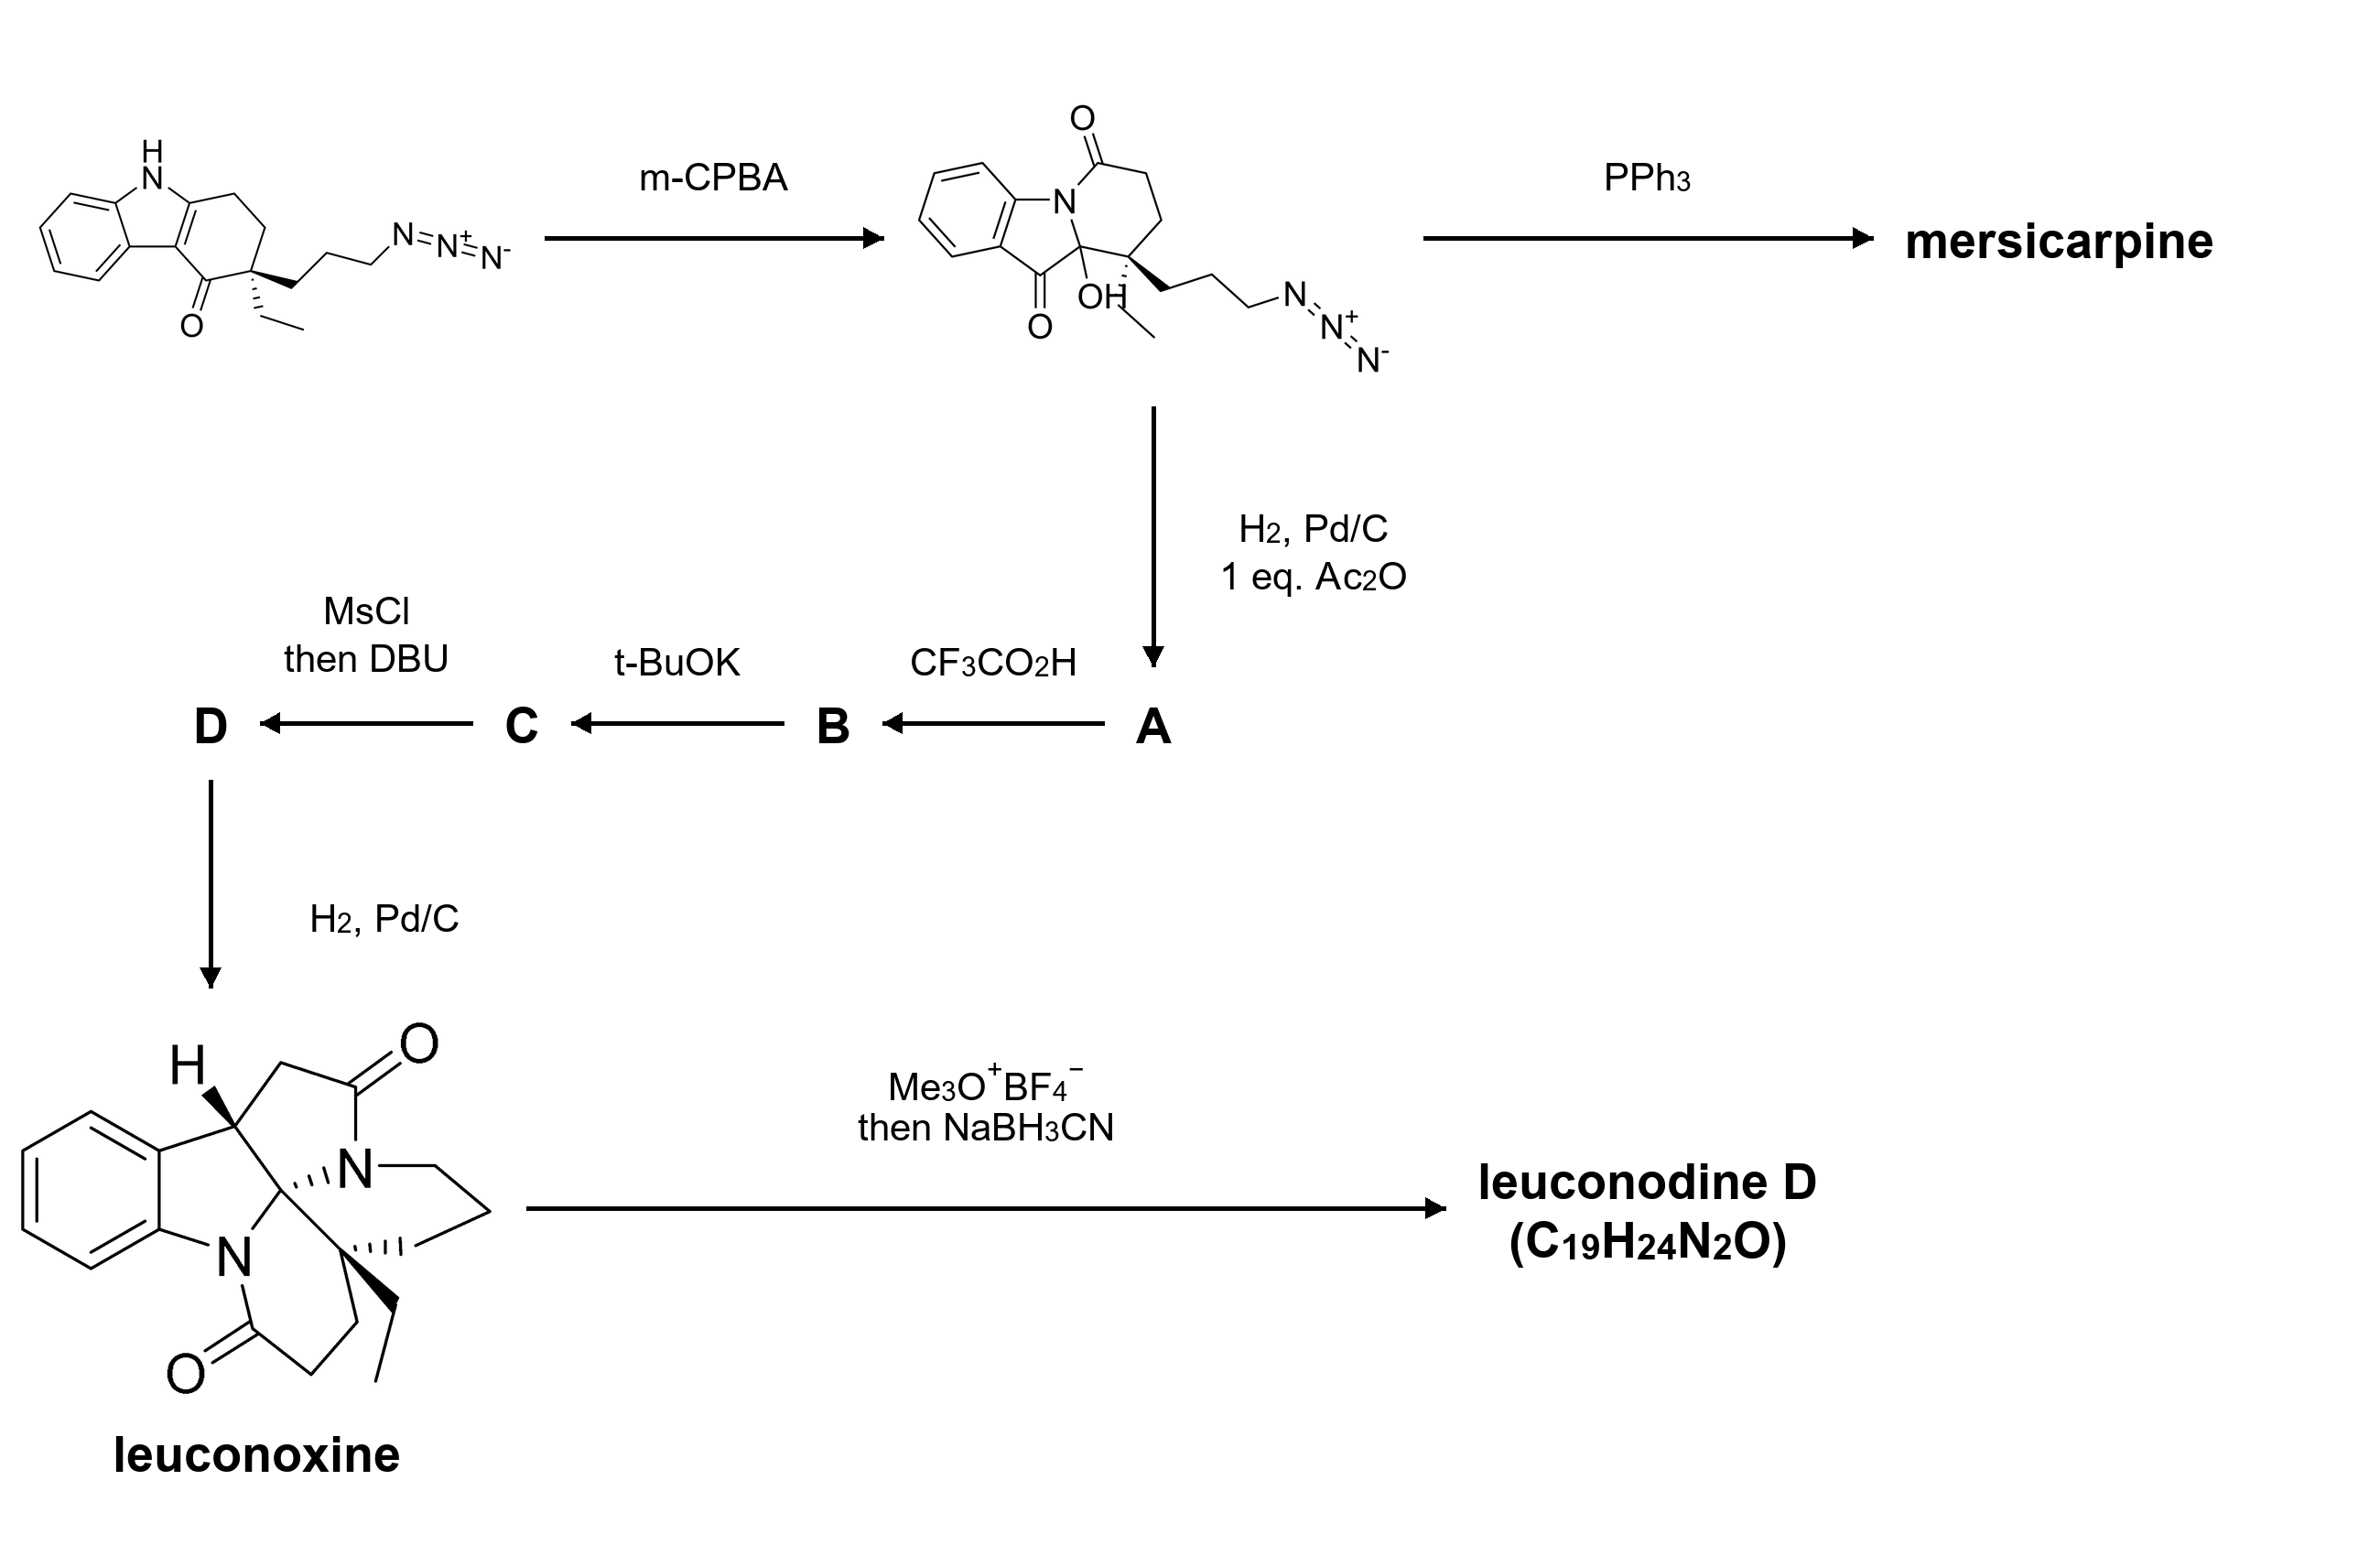 m-CPBA
PPh3
H
N
N=N+=N-
O
O
N
O
OH
N
N+
N-
mersicarpine
H2, Pd/C
1 eq. Ac2O
MsCl
then DBU
t-BuOK
CF3CO2H
D
C
B
A
H2, Pd/C
H
O
N
N
O
Me3O+BF4−
then NaBH3CN
leuconodine D
(C19H24N2O)
leuconoxine